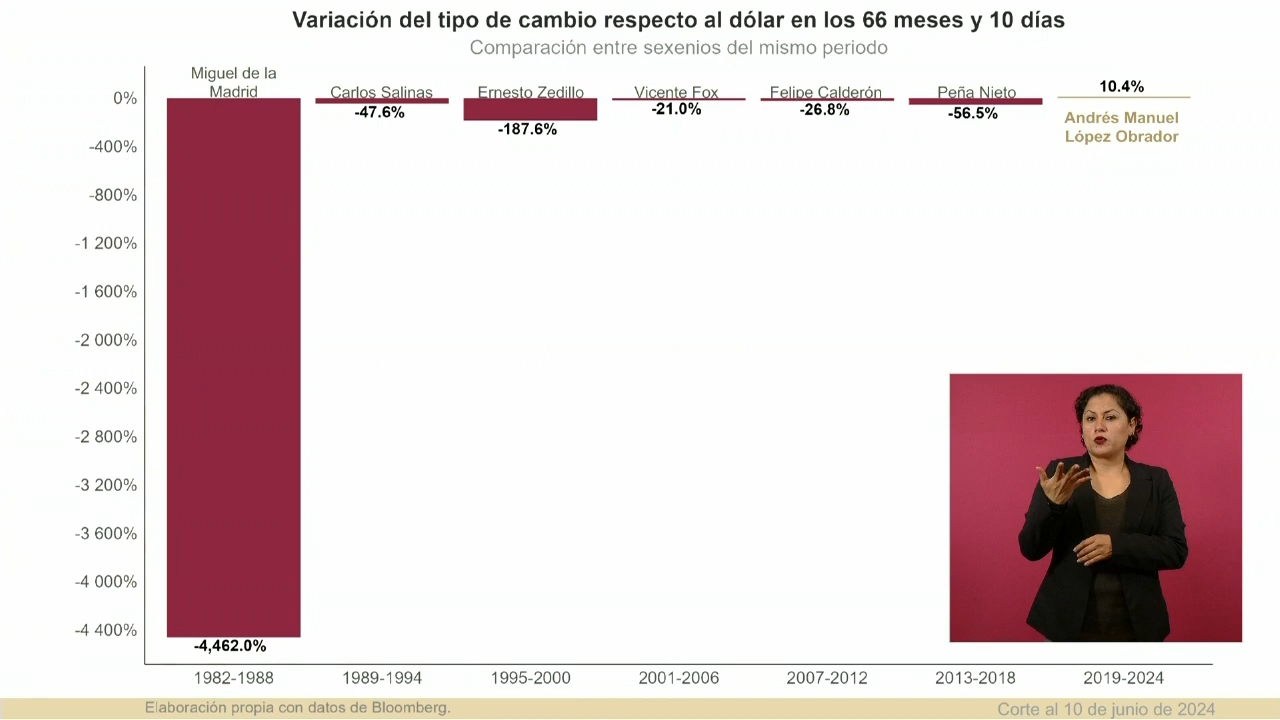 Variación del tipo de cambio respecto al dólar en los 66 meses y 10 días
Comparación entre sexenios del mismo periodo
Miguel de la
Madrid
Carlos Salinas
Ernesto Zedillo
Vicente Fox
Felipe Calderón
Peña Nieto
10.4%
Andrés Manuel
López Obrador
-47.6%
-187.6%
-21.0%
-26.8%
-56.5%
0%
-400%
-800%
-1 200%
-1 600%
-2 000%
-2 400%
-2 800%
-3 200%
-3 600%
-4 000%
-4 400%
-4,462.0%
1982-1988
1989-1994
1995-2000
2001-2006
2007-2012
2013-2018
2019-2024
Elaboración propia con datos de Bloomberg.
Corte al 10 de junio de 2024